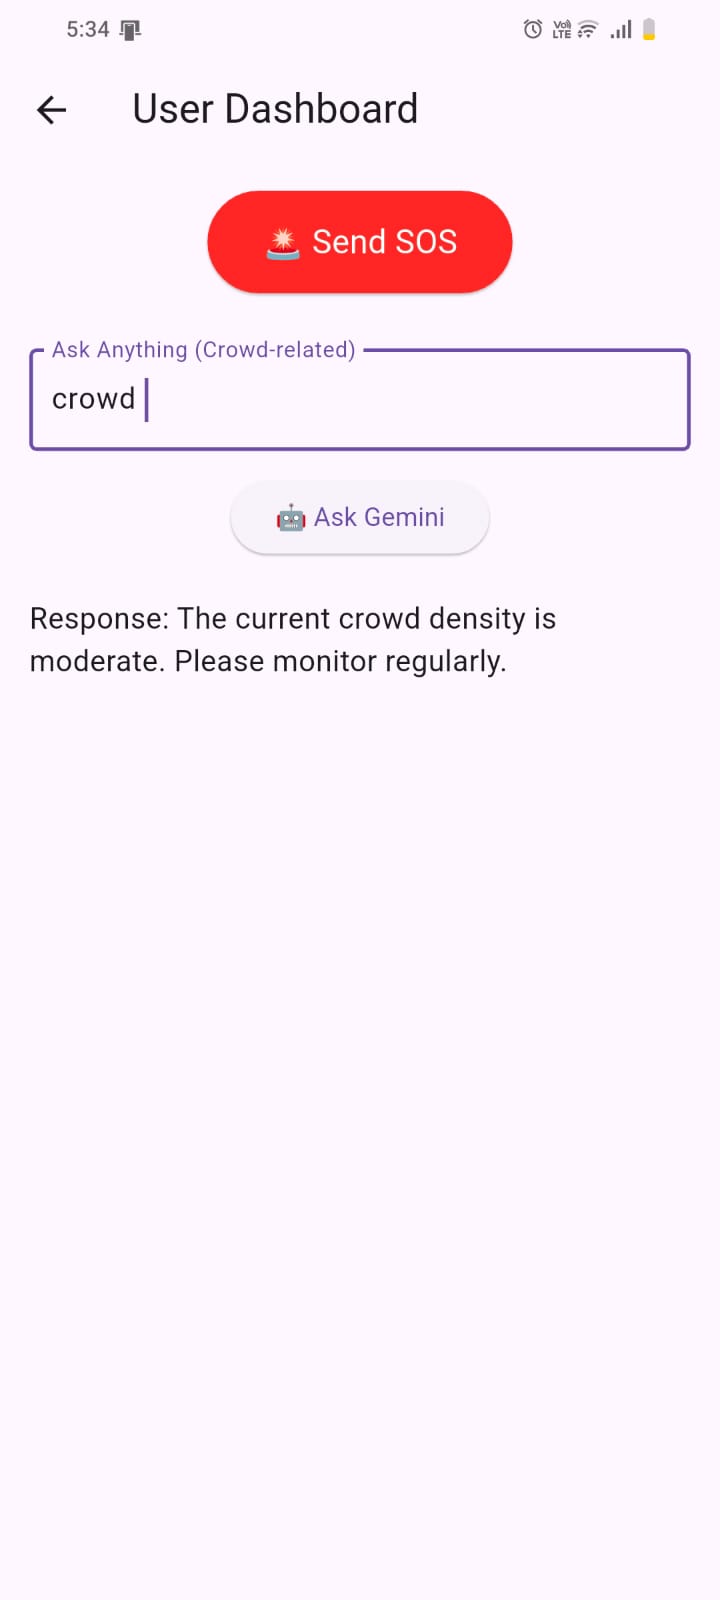 5:34
Vo))
LTE
User Dashboard
Send SOS
Ask Anything (Crowd-related)
crowd
Ask Gemini
Response: The current crowd density is
moderate. Please monitor regularly.